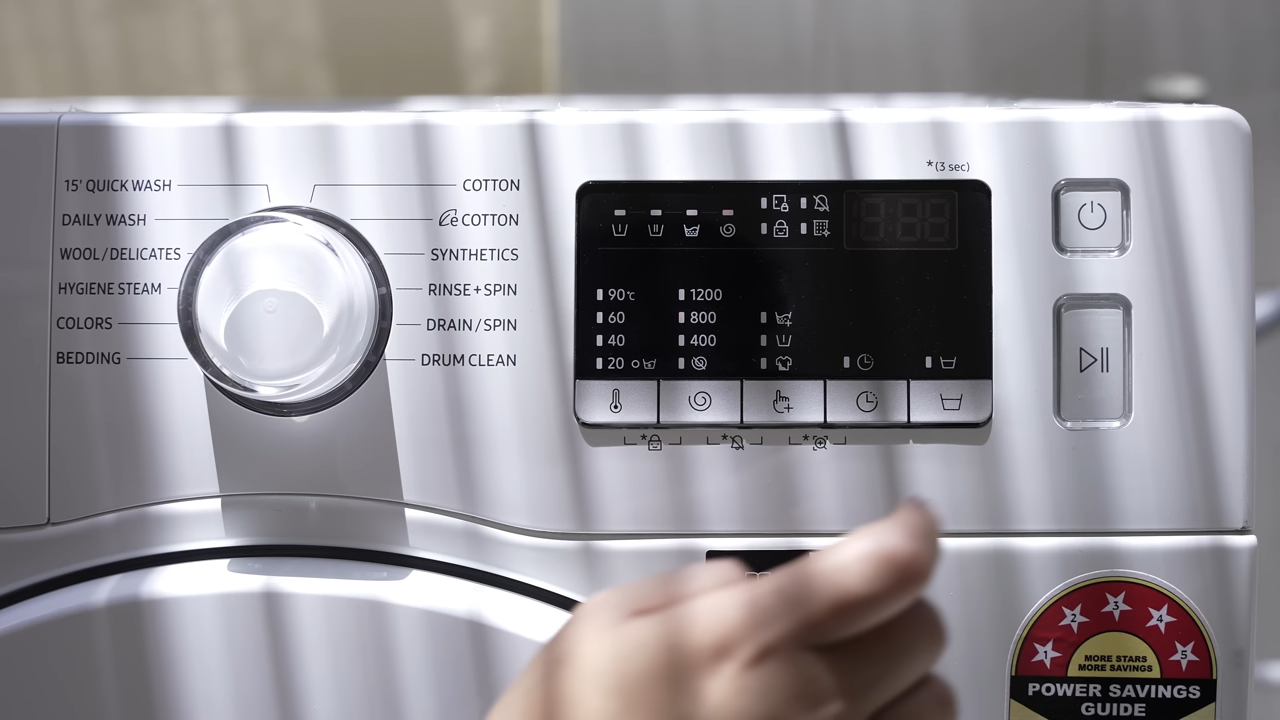 *(3 sec)
15' QUICK WASH
COTTON
DAILY WASH
e COTTON
WOOL/DELICATES
SYNTHETICS
HYGIENE STEAM
RINSE+SPIN
COLORS
DRAIN/SPIN
BEDDING
DRUM CLEAN
90℃ 1200
60 800
40 400
20
* * *
1 2 3 4 5
MORE STARS
MORE SAVINGS
POWER SAVINGS
GUIDE